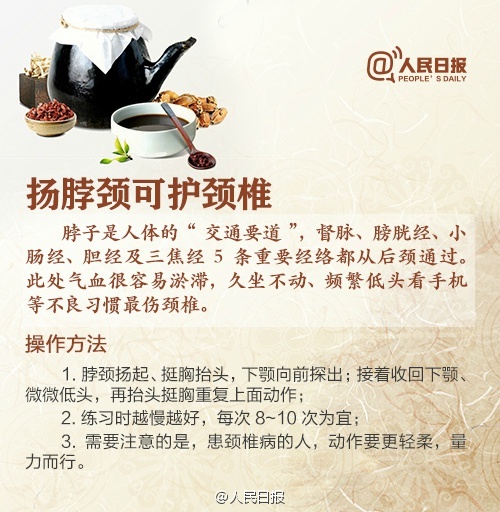 @人民日报
PEOPLE'S DAILY
扬脖颈可护颈椎
脖子是人体的“交通要道”，督脉、膀胱经、小
肠经、胆经及三焦经 5 条重要经络都从后颈通过。
此处气血很容易淤滞，久坐不动、频繁低头看手机
等不良习惯最伤颈椎。
操作方法
1. 脖颈扬起、挺胸抬头，下颚向前探出；接着收回下颚、
微微低头，再抬头挺胸重复上面动作；
2. 练习时越慢越好，每次 8~10 次为宜；
3. 需要注意的是，患颈椎病的人，动作要更轻柔，量
力而行。
@人民日报